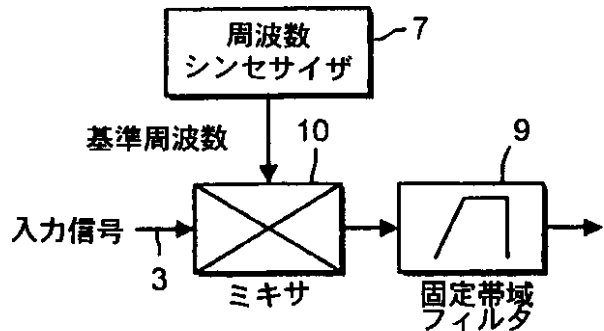 周波数
シンセサイザ
7
基準周波数
10
9
入力信号
3
ミキサ
固定帯域
フィルタ